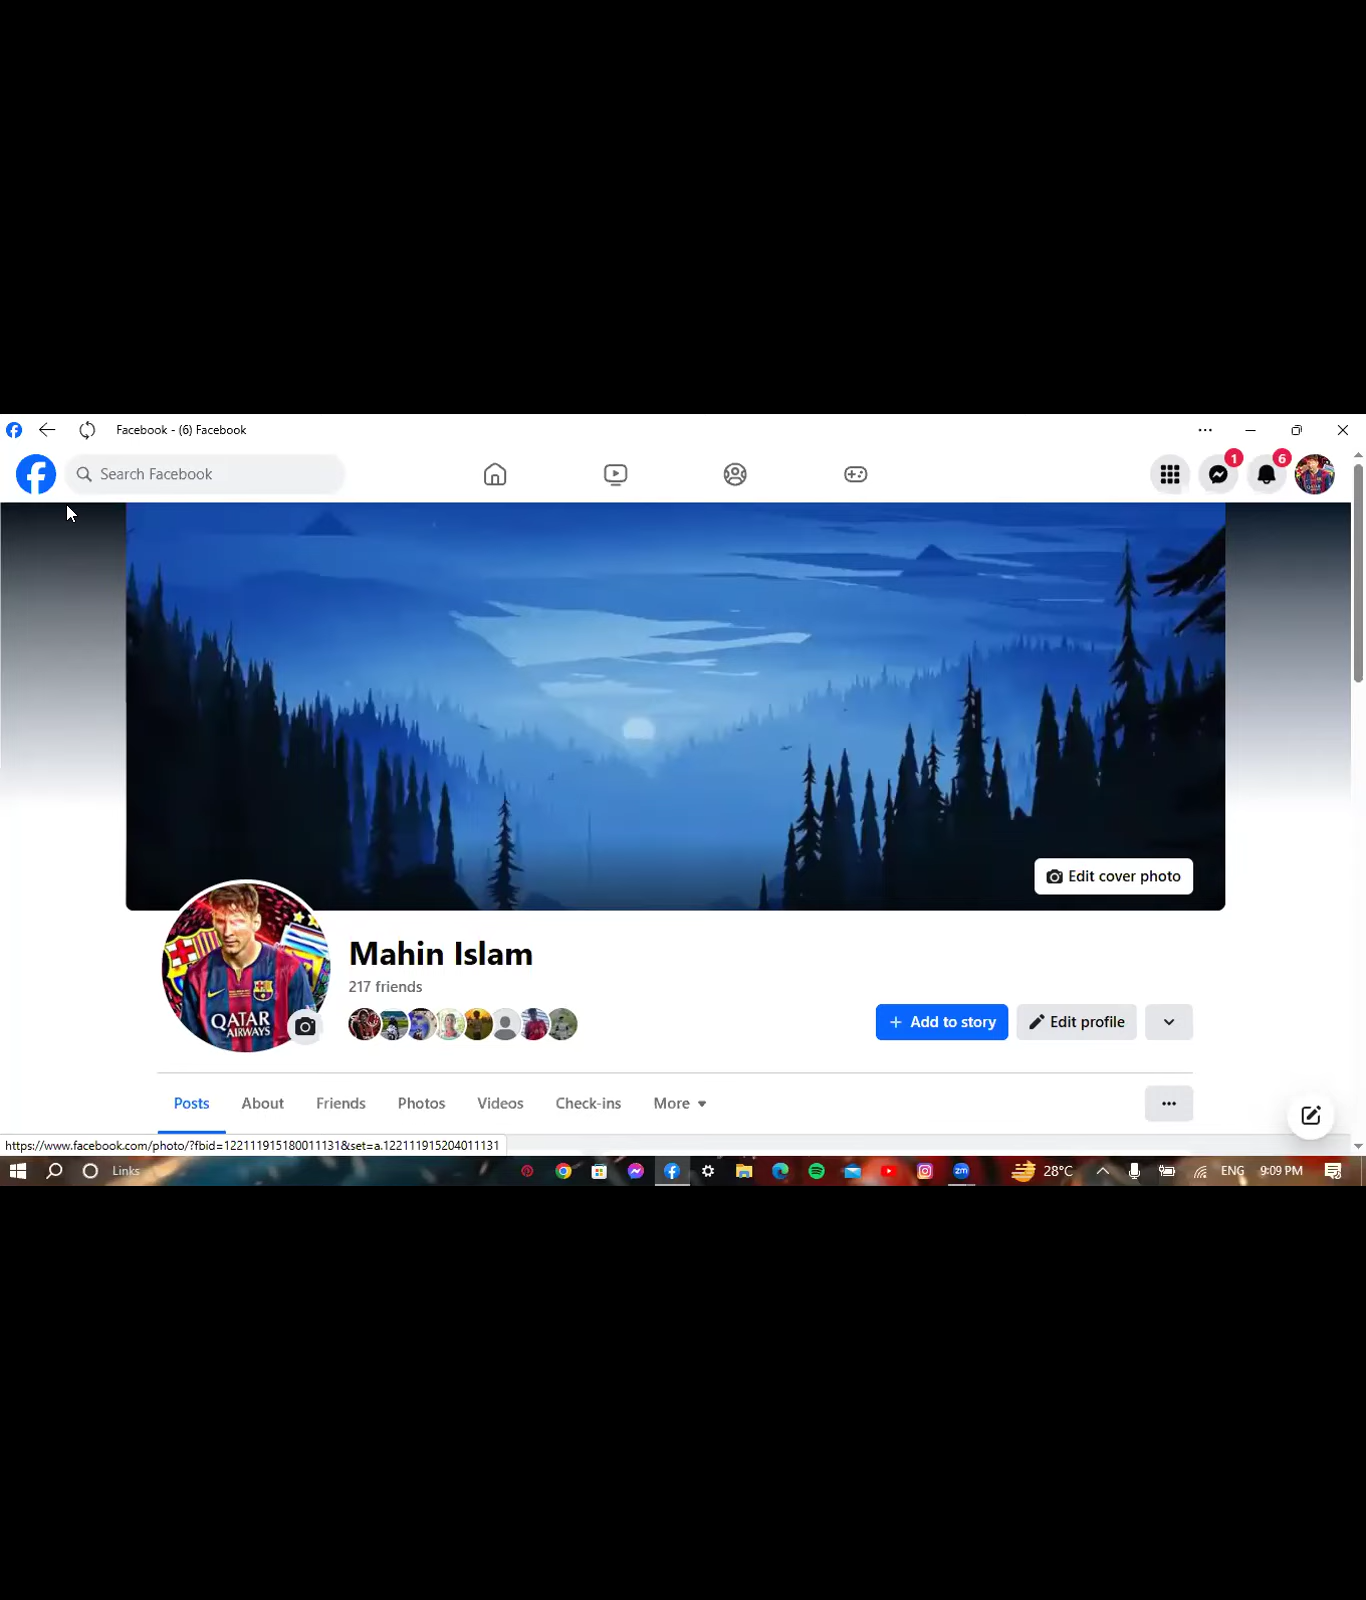 Facebook - (6) Facebook
Search Facebook
1
6
Edit cover photo
QATAR
AIRWAYS
Mahin Islam
217 friends
Add to story
Edit profile
Posts
About
Friends
Photos
Videos
Check-ins
More
https://www.facebook.com/photo/?fbid=122111915180011131&set=a.122111915204011131
Links
zm
28°C
ENG
9:09 PM